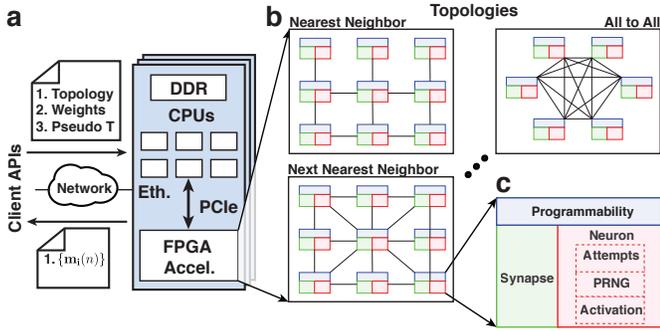 a
1. Topology
2. Weights
3. Pseudo T
Client APIs
Network
1. {m_i(n)}
DDR
CPUs
Eth.
PCIe
FPGA
Accel.
b
Topologies
Nearest Neighbor
All to All
Next Nearest Neighbor
c
Programmability
Synapse
Neuron
Attempts
PRNG
Activation